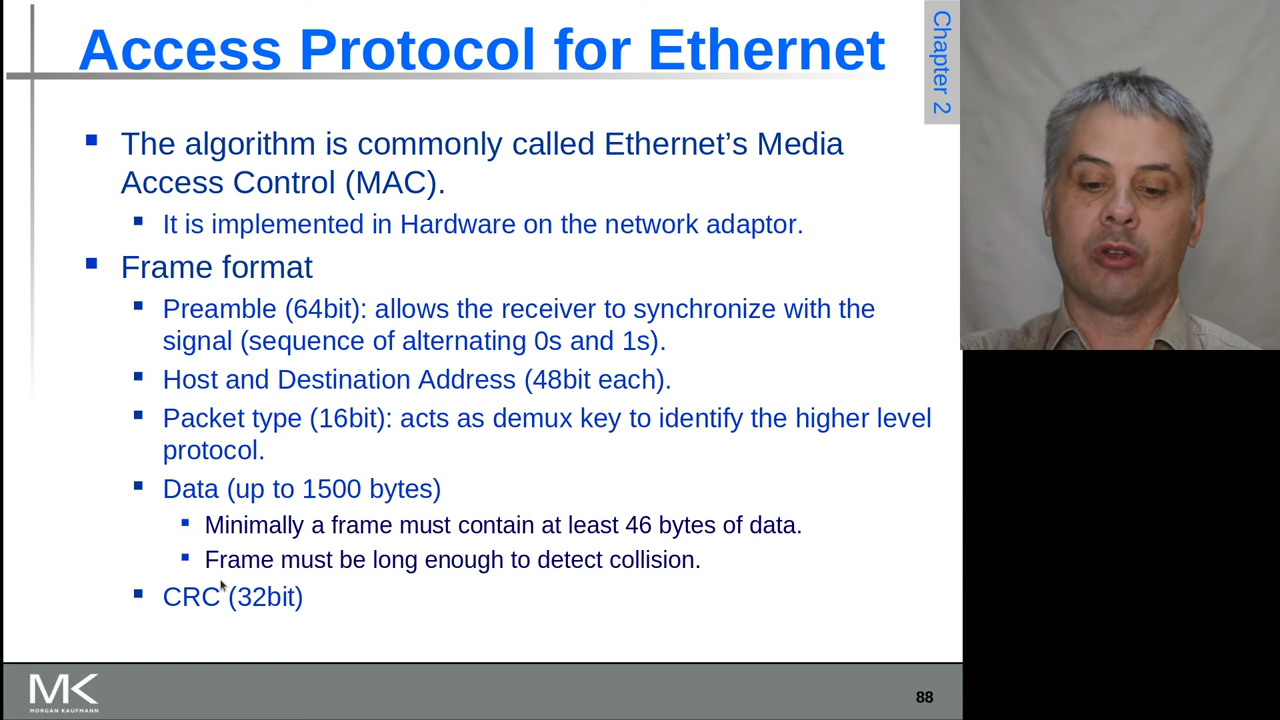 Access Protocol for Ethernet
Chapter 2
The algorithm is commonly called Ethernet’s Media
Access Control (MAC).
It is implemented in Hardware on the network adaptor.
Frame format
Preamble (64bit): allows the receiver to synchronize with the
signal (sequence of alternating 0s and 1s).
Host and Destination Address (48bit each).
Packet type (16bit): acts as demux key to identify the higher level
protocol.
Data (up to 1500 bytes)
Minimally a frame must contain at least 46 bytes of data.
Frame must be long enough to detect collision.
CRC (32bit)
MK
MORGAN KAUFMANN
88